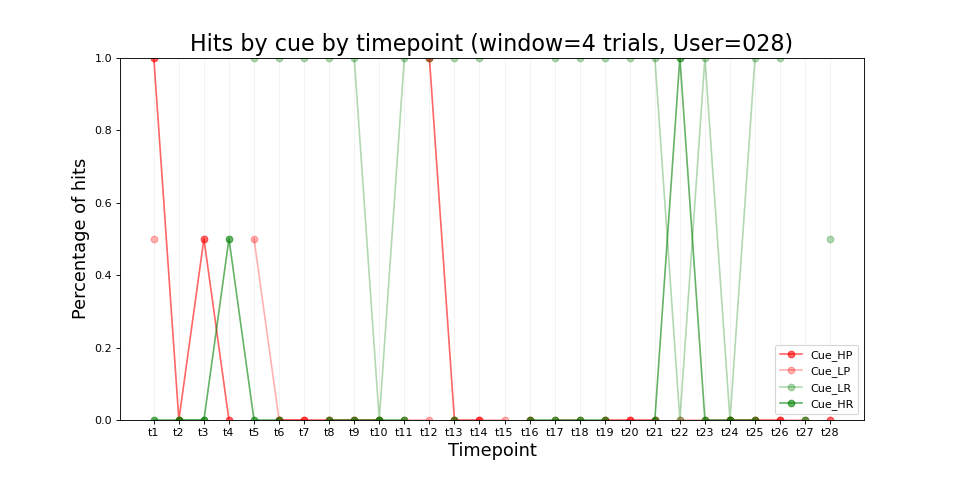 Hits by cue by timepoint (window=4 trials, User=028)
Percentage of hits
1.0
0.8
0.6
0.4
0.2
0.0
t1 t2 t3 t4 t5 t6 t7 t8 t9 t10 t11 t12 t13 t14 t15 t16 t17 t18 t19 t20 t21 t22 t23 t24 t25 t26 t27 t28
Timepoint
Cue_HP
Cue_LP
Cue_LR
Cue_HR